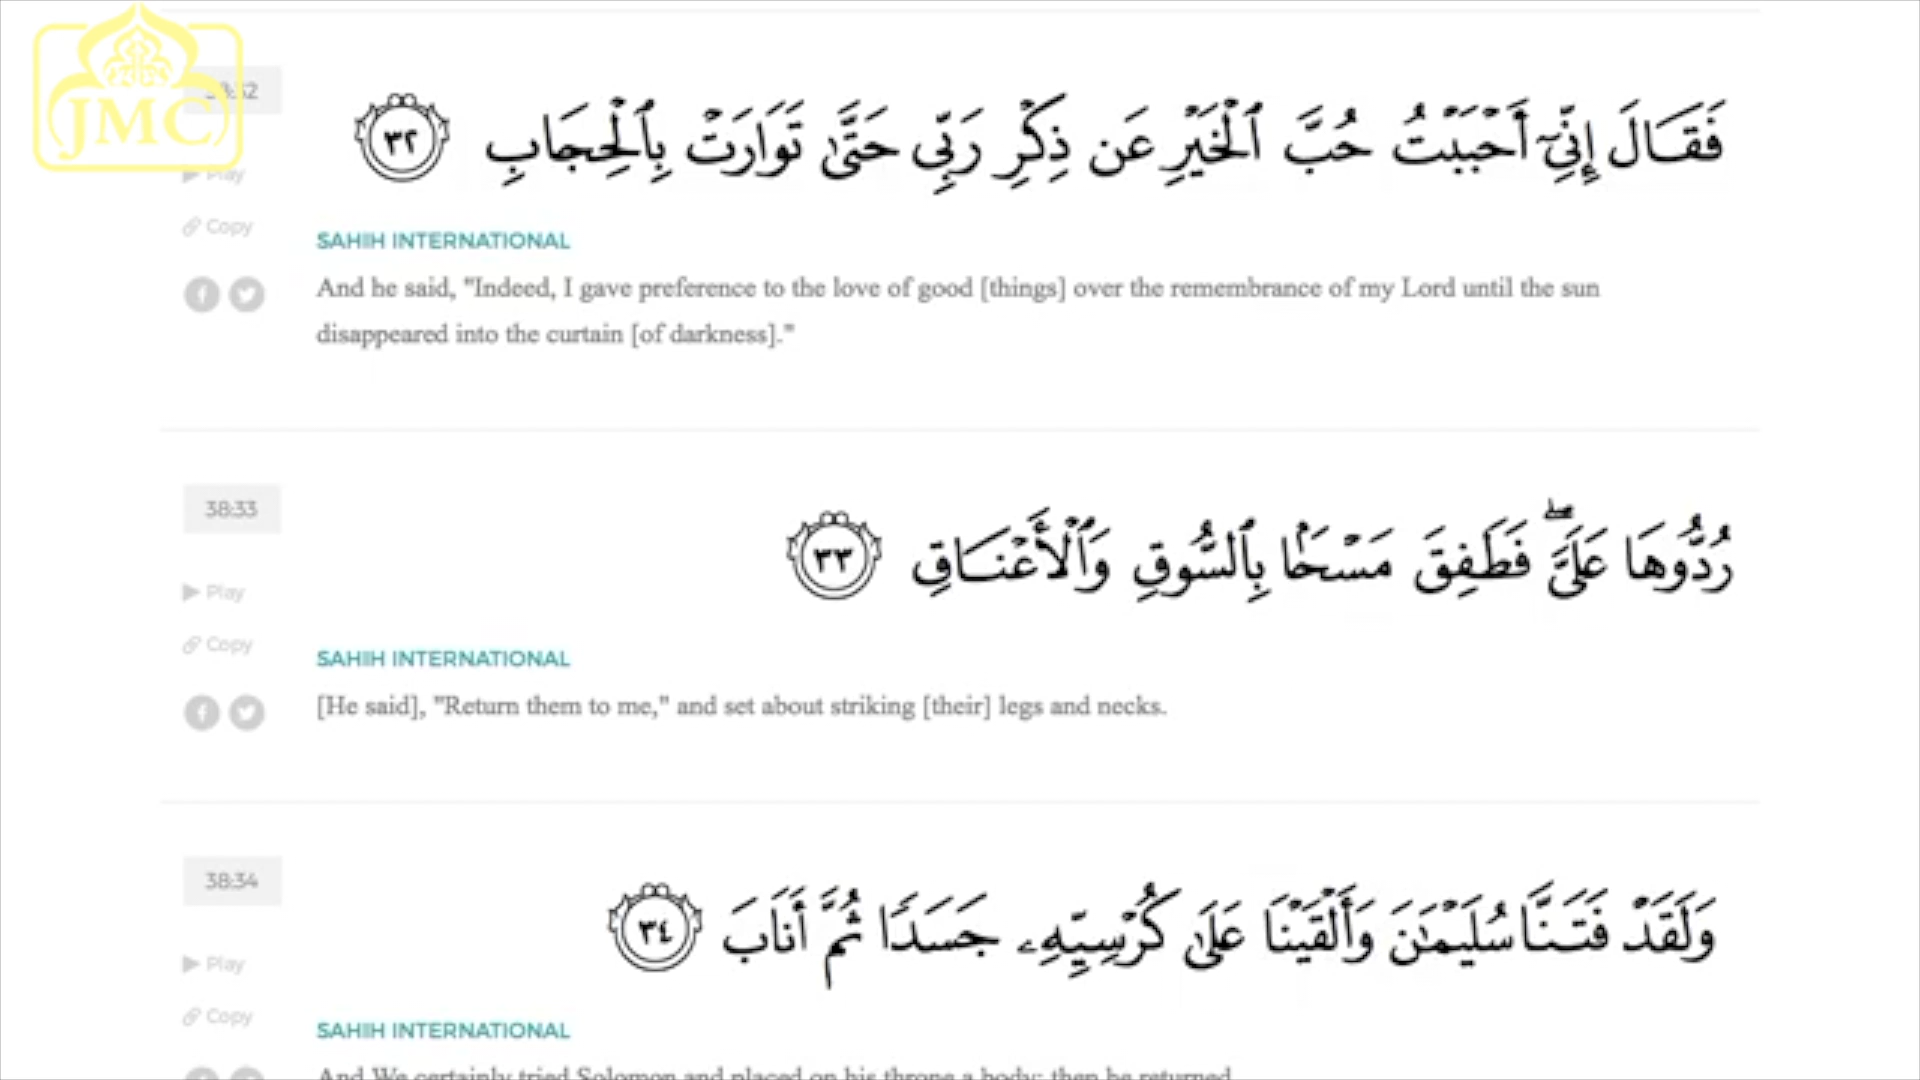 JMC
38:32
فَقَالَ إِنِّىٓ أَحْبَبْتُ حُبَّ ٱلْخَيْرِ عَن ذِكْرِ رَبِّى حَتَّىٰ تَوَارَتْ بِٱلْحِجَابِ ٣٢
Play
Copy
SAHIH INTERNATIONAL
And he said, "Indeed, I gave preference to the love of good [things] over the remembrance of my Lord until the sun
disappeared into the curtain [of darkness]."
38:33
رُدُّوهَا عَلَىَّ ۖ فَطَفِقَ مَسْحًۢا بِٱلسُّوقِ وَٱلْأَعْنَاقِ ٣٣
Play
Copy
SAHIH INTERNATIONAL
[He said], "Return them to me," and set about striking [their] legs and necks.
38:34
وَلَقَدْ فَتَنَّا سُلَيْمَـٰنَ وَأَلْقَيْنَا عَلَىٰ كُرْسِيِّهِۦ جَسَدًا ثُمَّ أَنَابَ ٣٤
Play
Copy
SAHIH INTERNATIONAL
And We certainly tried Solomon and placed on his throne a body; then he returned.